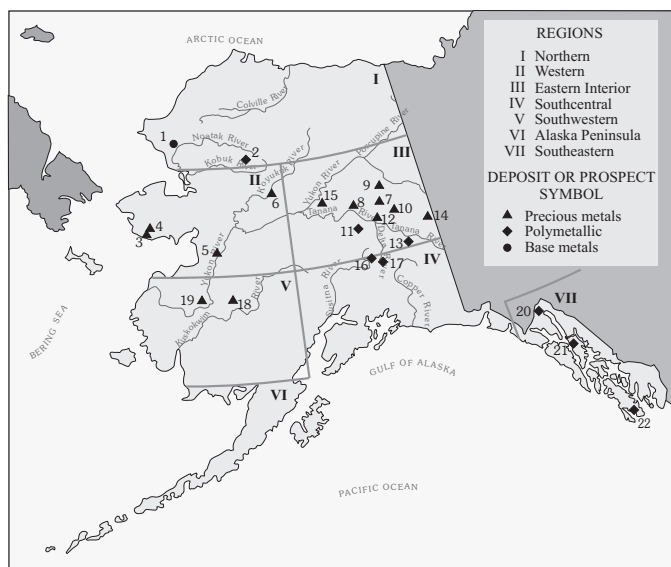 ARCTIC OCEAN
REGIONS
I Northern
II Western
III Eastern Interior
IV Southcentral
V Southwestern
VI Alaska Peninsula
VII Southeastern
DEPOSIT OR PROSPECT
SYMBOL
Precious metals
Polymetallic
Base metals
I
Colville River
1
Noatak River
2
Kobuk River
Porcupine River
II
Koyukuk River
III
6
Yukon River
15
9
7
8
10
12
14
Tanana River
Tanana River
11
13
Delta River
3
4
5
Yukon River
16
17
IV
V
Susitna River
Copper River
19
18
Kuskokwim River
BERING SEA
VI
GULF OF ALASKA
VII
20
21
22
PACIFIC OCEAN